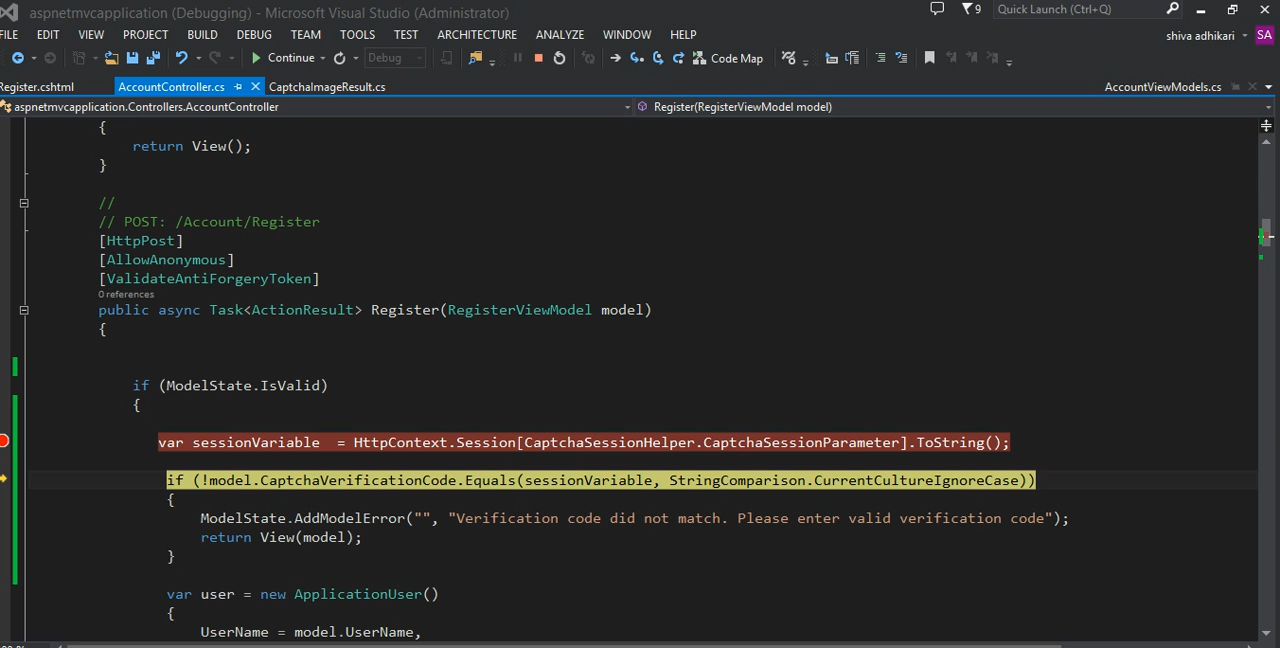 aspnetmvcapplication (Debugging) - Microsoft Visual Studio (Administrator)
9
Quick Launch (Ctrl+Q)
FILE EDIT VIEW PROJECT BUILD DEBUG TEAM TOOLS TEST ARCHITECTURE ANALYZE WINDOW HELP
shiva adhikari SA
Continue Debug Code Map
Register.cshtml AccountController.cs CaptchaImageResult.cs AccountViewModels.cs
aspnetmvcapplication.Controllers.AccountController Register(RegisterViewModel model)
{
return View();
}
//
// POST: /Account/Register
[HttpPost]
[AllowAnonymous]
[ValidateAntiForgeryToken]
0 references
public async Task<ActionResult> Register(RegisterViewModel model)
{
if (ModelState.IsValid)
{
var sessionVariable  = HttpContext.Session[CaptchaSessionHelper.CaptchaSessionParameter].ToString();
if (!model.CaptchaVerificationCode.Equals(sessionVariable, StringComparison.CurrentCultureIgnoreCase))
{
ModelState.AddModelError("", "Verification code did not match. Please enter valid verification code");
return View(model);
}
var user = new ApplicationUser()
{
UserName = model.UserName,